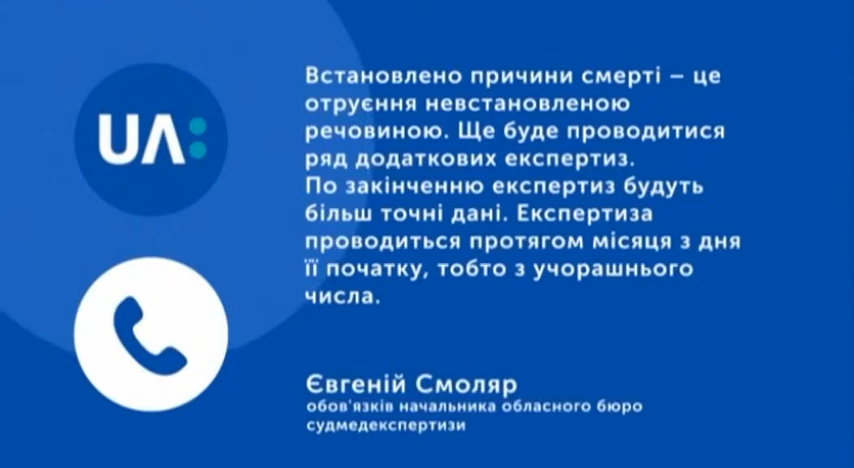 UA:
Встановлено причини смерті – це
отруєння невстановленою
речовиною. Ще буде проводитися
ряд додаткових експертиз.
По закінченню експертиз будуть
більш точні дані. Експертиза
проводиться протягом місяця з дня
її початку, тобто з учорашнього
числа.
Євгеній Смоляр
обов'язків начальника обласного бюро
судмедекспертизи